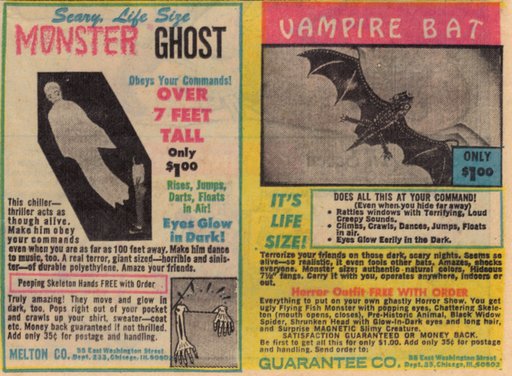 Scary, Life Size
MONSTER GHOST
Obeys Your Commands!
OVER
7 FEET
TALL
Only
$100
Rises, Jumps,
Darts, Floats
in Air!
Eyes Glow
in Dark!
This chiller—
thriller acts as
though alive.
Make him obey
your commands
even when you are as far as 100 feet away. Make him dance
to music, too. A real terror, giant sized—horrible and sinis-
ter—of durable polyethylene. Amaze your friends.
Peeping Skeleton Hands FREE with Order
Truly amazing! They move and glow in
dark, too. Pops right out of your pocket
and crawls up your shirt, sweater—coat
etc. Money back guaranteed if not thrilled.
Add only 35c for postage and handling.
MELTON CO. 55 East Washington Street
Dept. 233, Chicago, Ill. 50602
VAMPIRE BAT
ONLY
$100
IT'S
LIFE
SIZE!
DOES ALL THIS AT YOUR COMMAND!
(Even when you hide far away)
• Rattles windows with Terrifying, Loud
Creepy Sounds.
• Climbs, Crawls, Dances, Jumps, Floats
in air.
• Eyes Glow Eerily in the Dark.
Terrorize your friends on those dark, scary nights. Seems so
alive—so realistic, it even fools other bats. Amazes, shocks
everyone. Monster size; authentic natural colors. Hideous
7½" fangs. Carry it with you, operates anywhere, indoors or
out.
Horror Outfit FREE WITH ORDER
Everything to put on your own ghastly Horror Show. You get
Ugly Flying Fish Monster with popping eyes, Chattering Skele-
ton (mouth opens, closes), Pre-Historic Animal, Black Widow
Spider, Shrunken Head with Glow-in-Dark eyes and long hair,
and Surprise MAGNETIC Slimy Creature.
SATISFACTION GUARANTEED OR MONEY BACK.
Be first to get all this for only $1.00. Add only 35c for postage
and handling. Send order to:
GUARANTEE CO. 55 East Washington Street
Dept. 33, Chicago, Ill. 50602